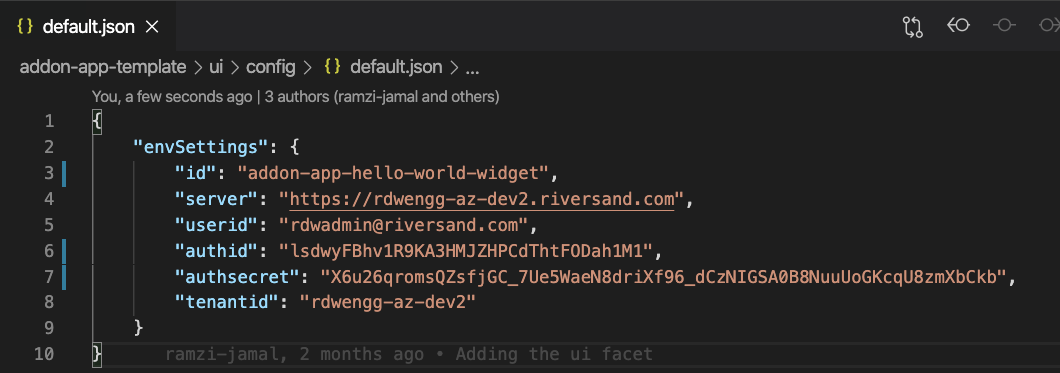 {} default.json ×
addon-app-template > ui > config > {} default.json > ...
You, a few seconds ago | 3 authors (ramzi-jamal and others)
1 {
2 "envSettings": {
3 "id": "addon-app-hello-world-widget",
4 "server": "https://rdwengg-az-dev2.riversand.com",
5 "userid": "rdwadmin@riversand.com",
6 "authid": "lsdwyFBhv1R9KA3HMJZHPCdThtFODah1M1",
7 "authsecret": "X6u26qromsQZsfjGC_7Ue5WaeN8driXf96_dCzNIGSA0B8NuuUoGKcqU8zmXbCkb",
8 "tenantid": "rdwengg-az-dev2"
9 }
10 } ramzi-jamal, 2 months ago • Adding the ui facet